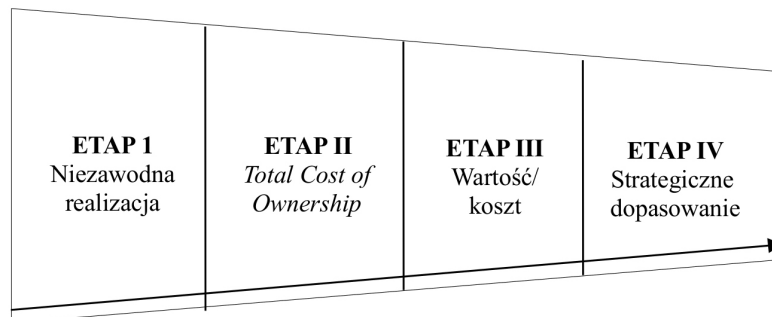 ETAP 1
Niezawodna
realizacja
ETAP II
Total Cost of
Ownership
ETAP III
Wartość/
koszt
ETAP IV
Strategiczne
dopasowanie